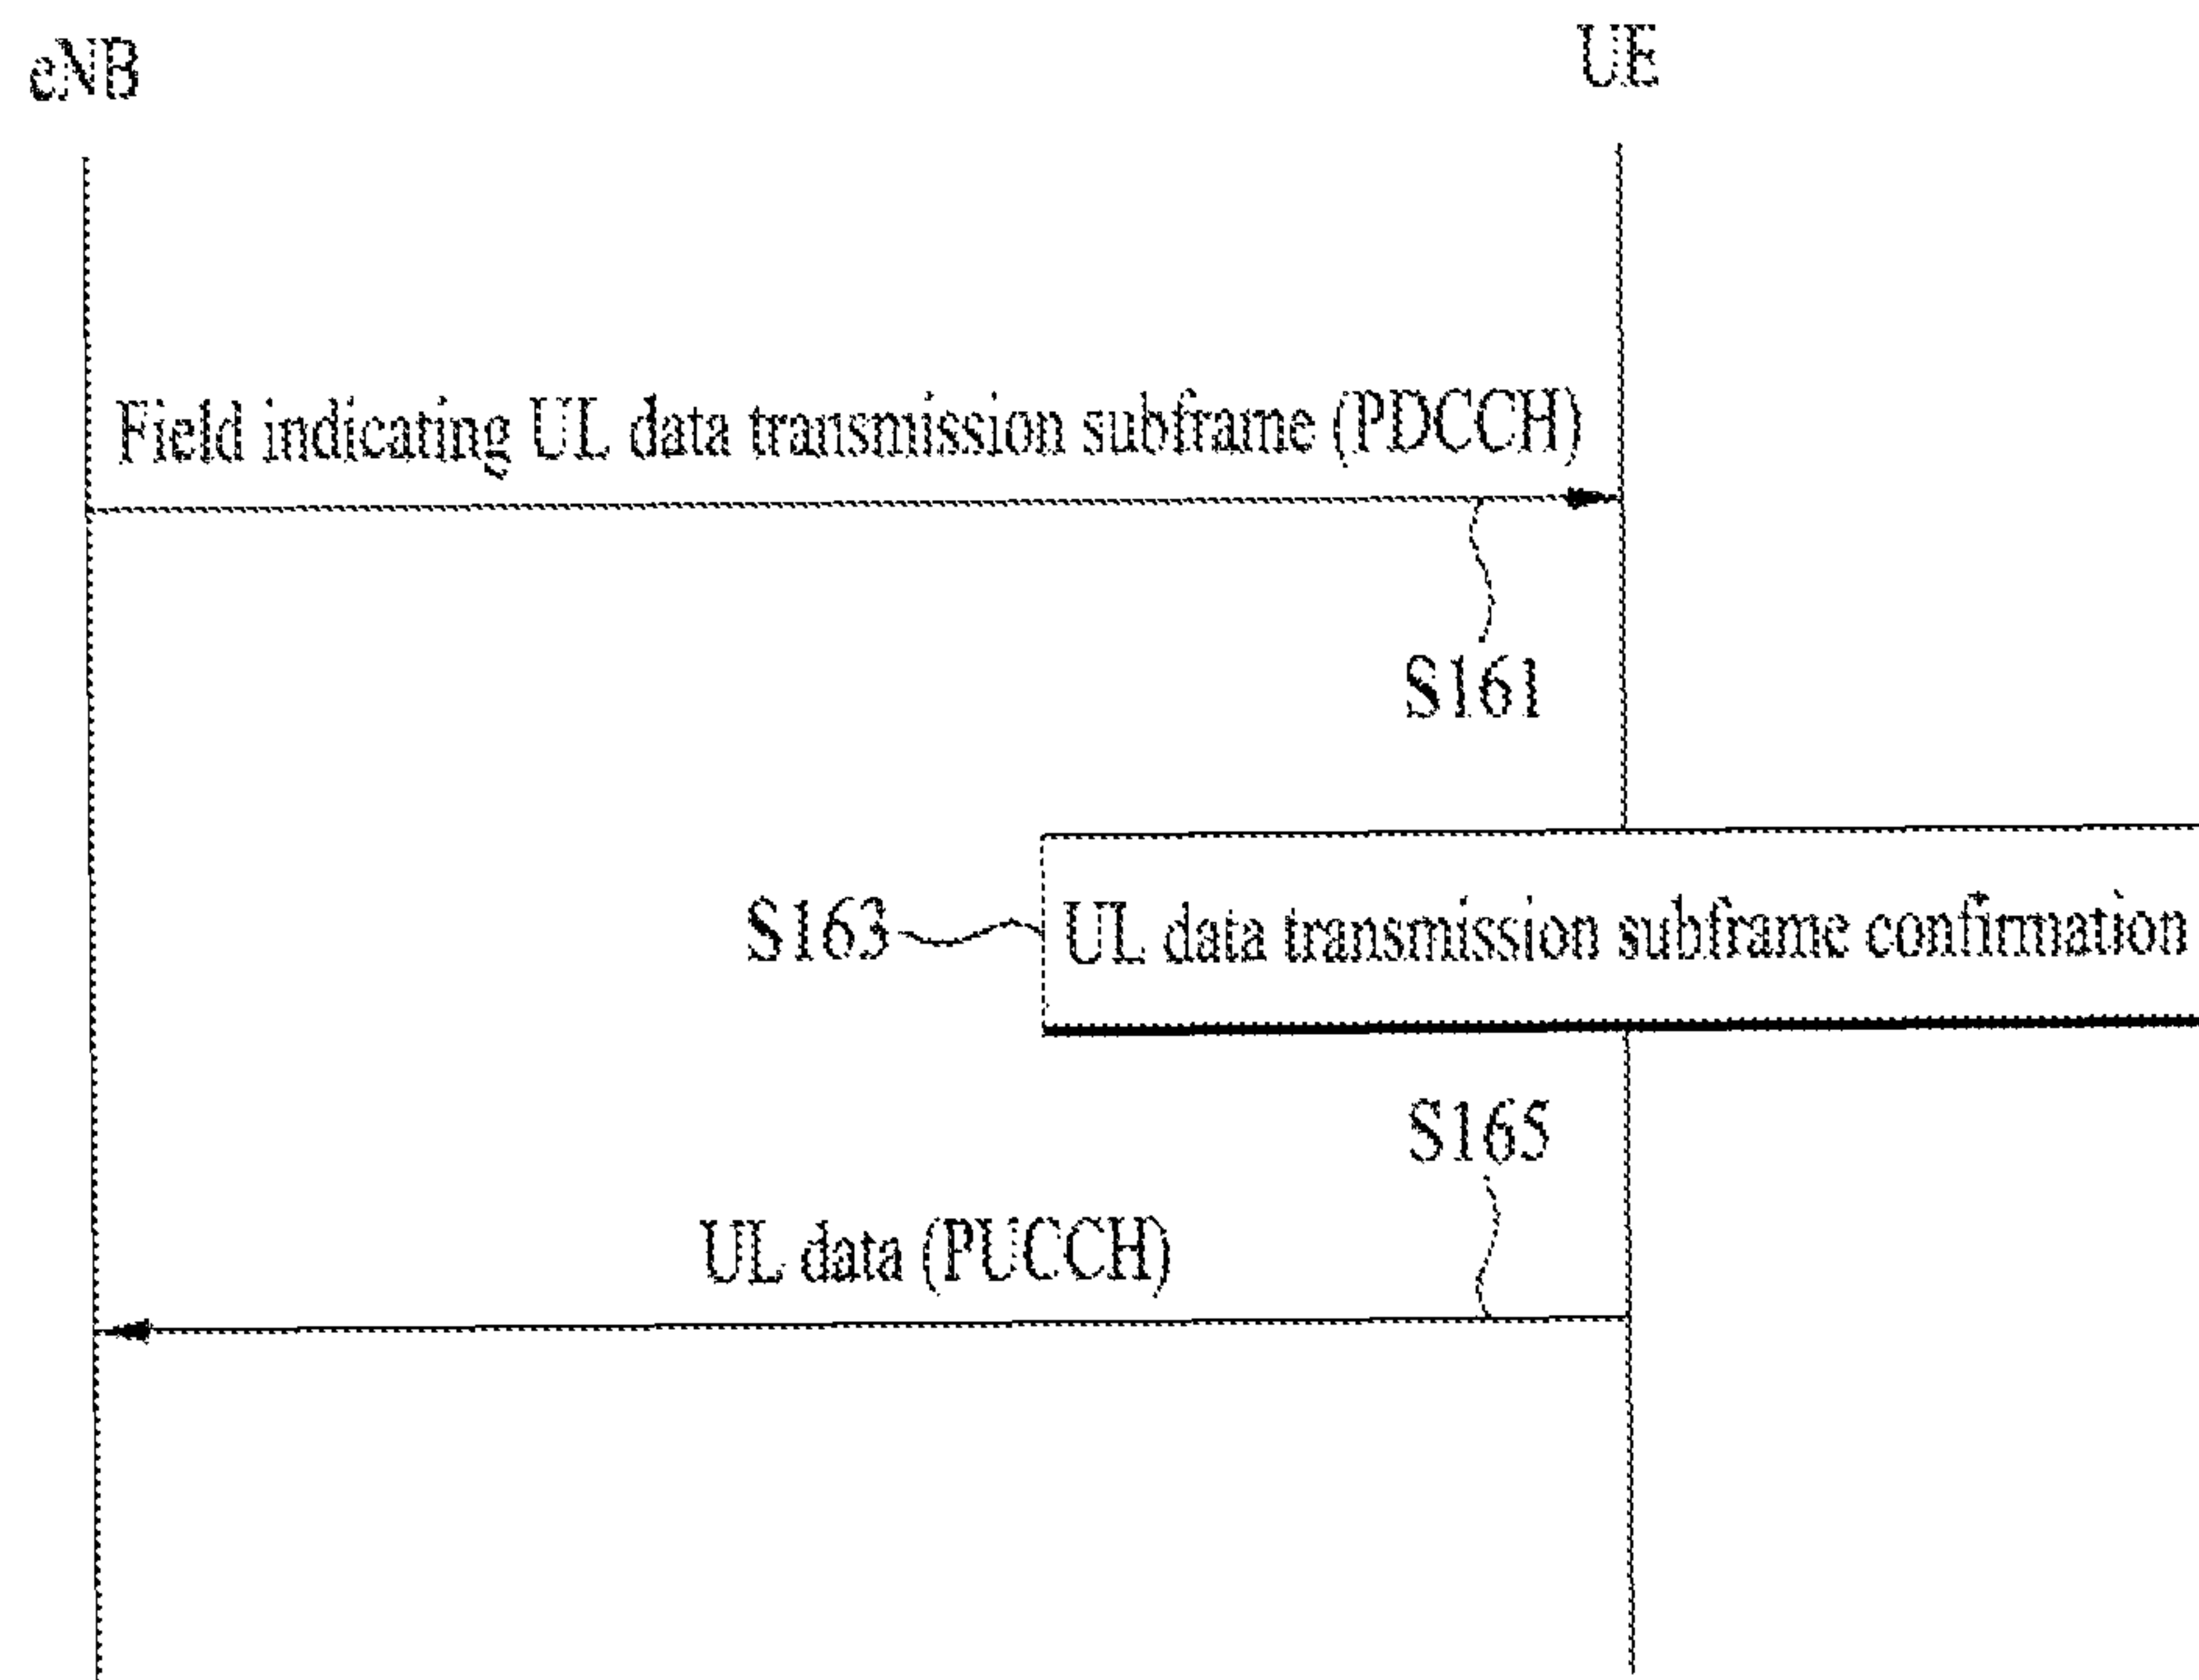 eNB
UE
Field indicating UL data transmission subframe (PDCCH)
S161
S163
UL data transmission subframe confirmation
S165
UL data (PUCCH)